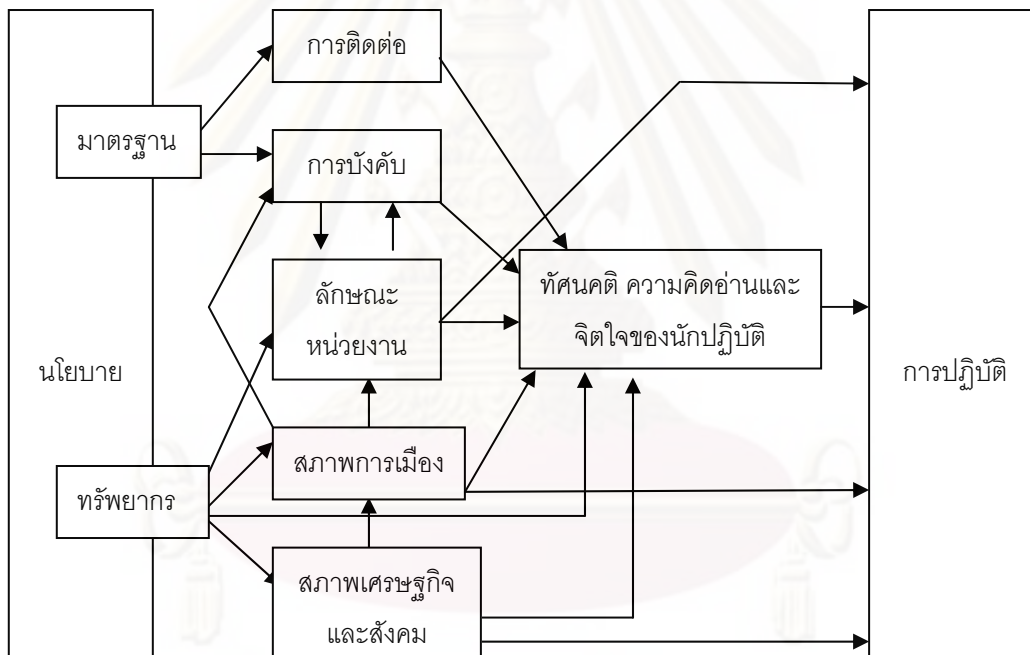 การติดต่อ
มาตรฐาน
การบังคับ
ลักษณะ
หน่วยงาน
ทัศนคติ ความคิดอ่านและ
จิตใจของนักปฏิบัติ
นโยบาย
การปฏิบัติ
สภาพการเมือง
ทรัพยากร
สภาพเศรษฐกิจ
และสังคม